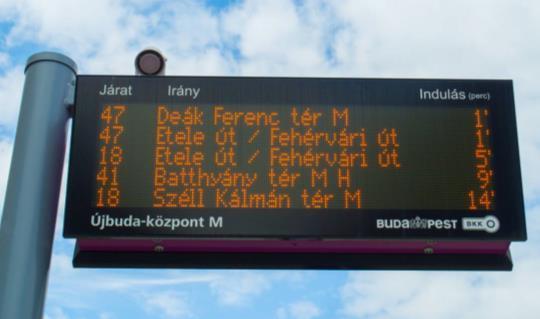 Járat Irány Indulás (perc)
47 Deák Ferenc tér M 1'
47 Etele út / Fehérvári út 1'
18 Etele út / Fehérvári út 5'
41 Batthyány tér M H 9'
18 Széll Kálmán tér M 14'
Újbuda-központ M BUDAPEST BKK